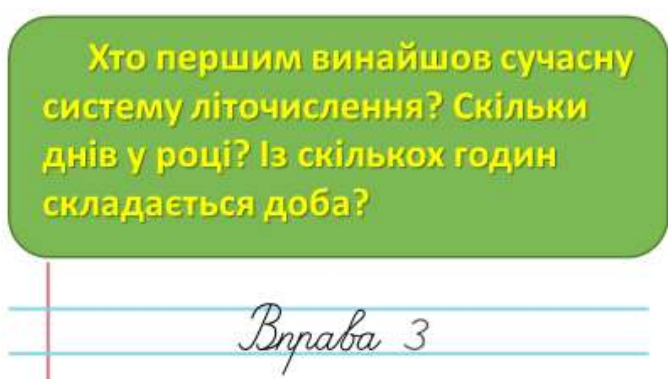 Хто першим винайшов сучасну
систему літочислення? Скільки
днів у році? Із скількох годин
складається доба?
Вправа 3